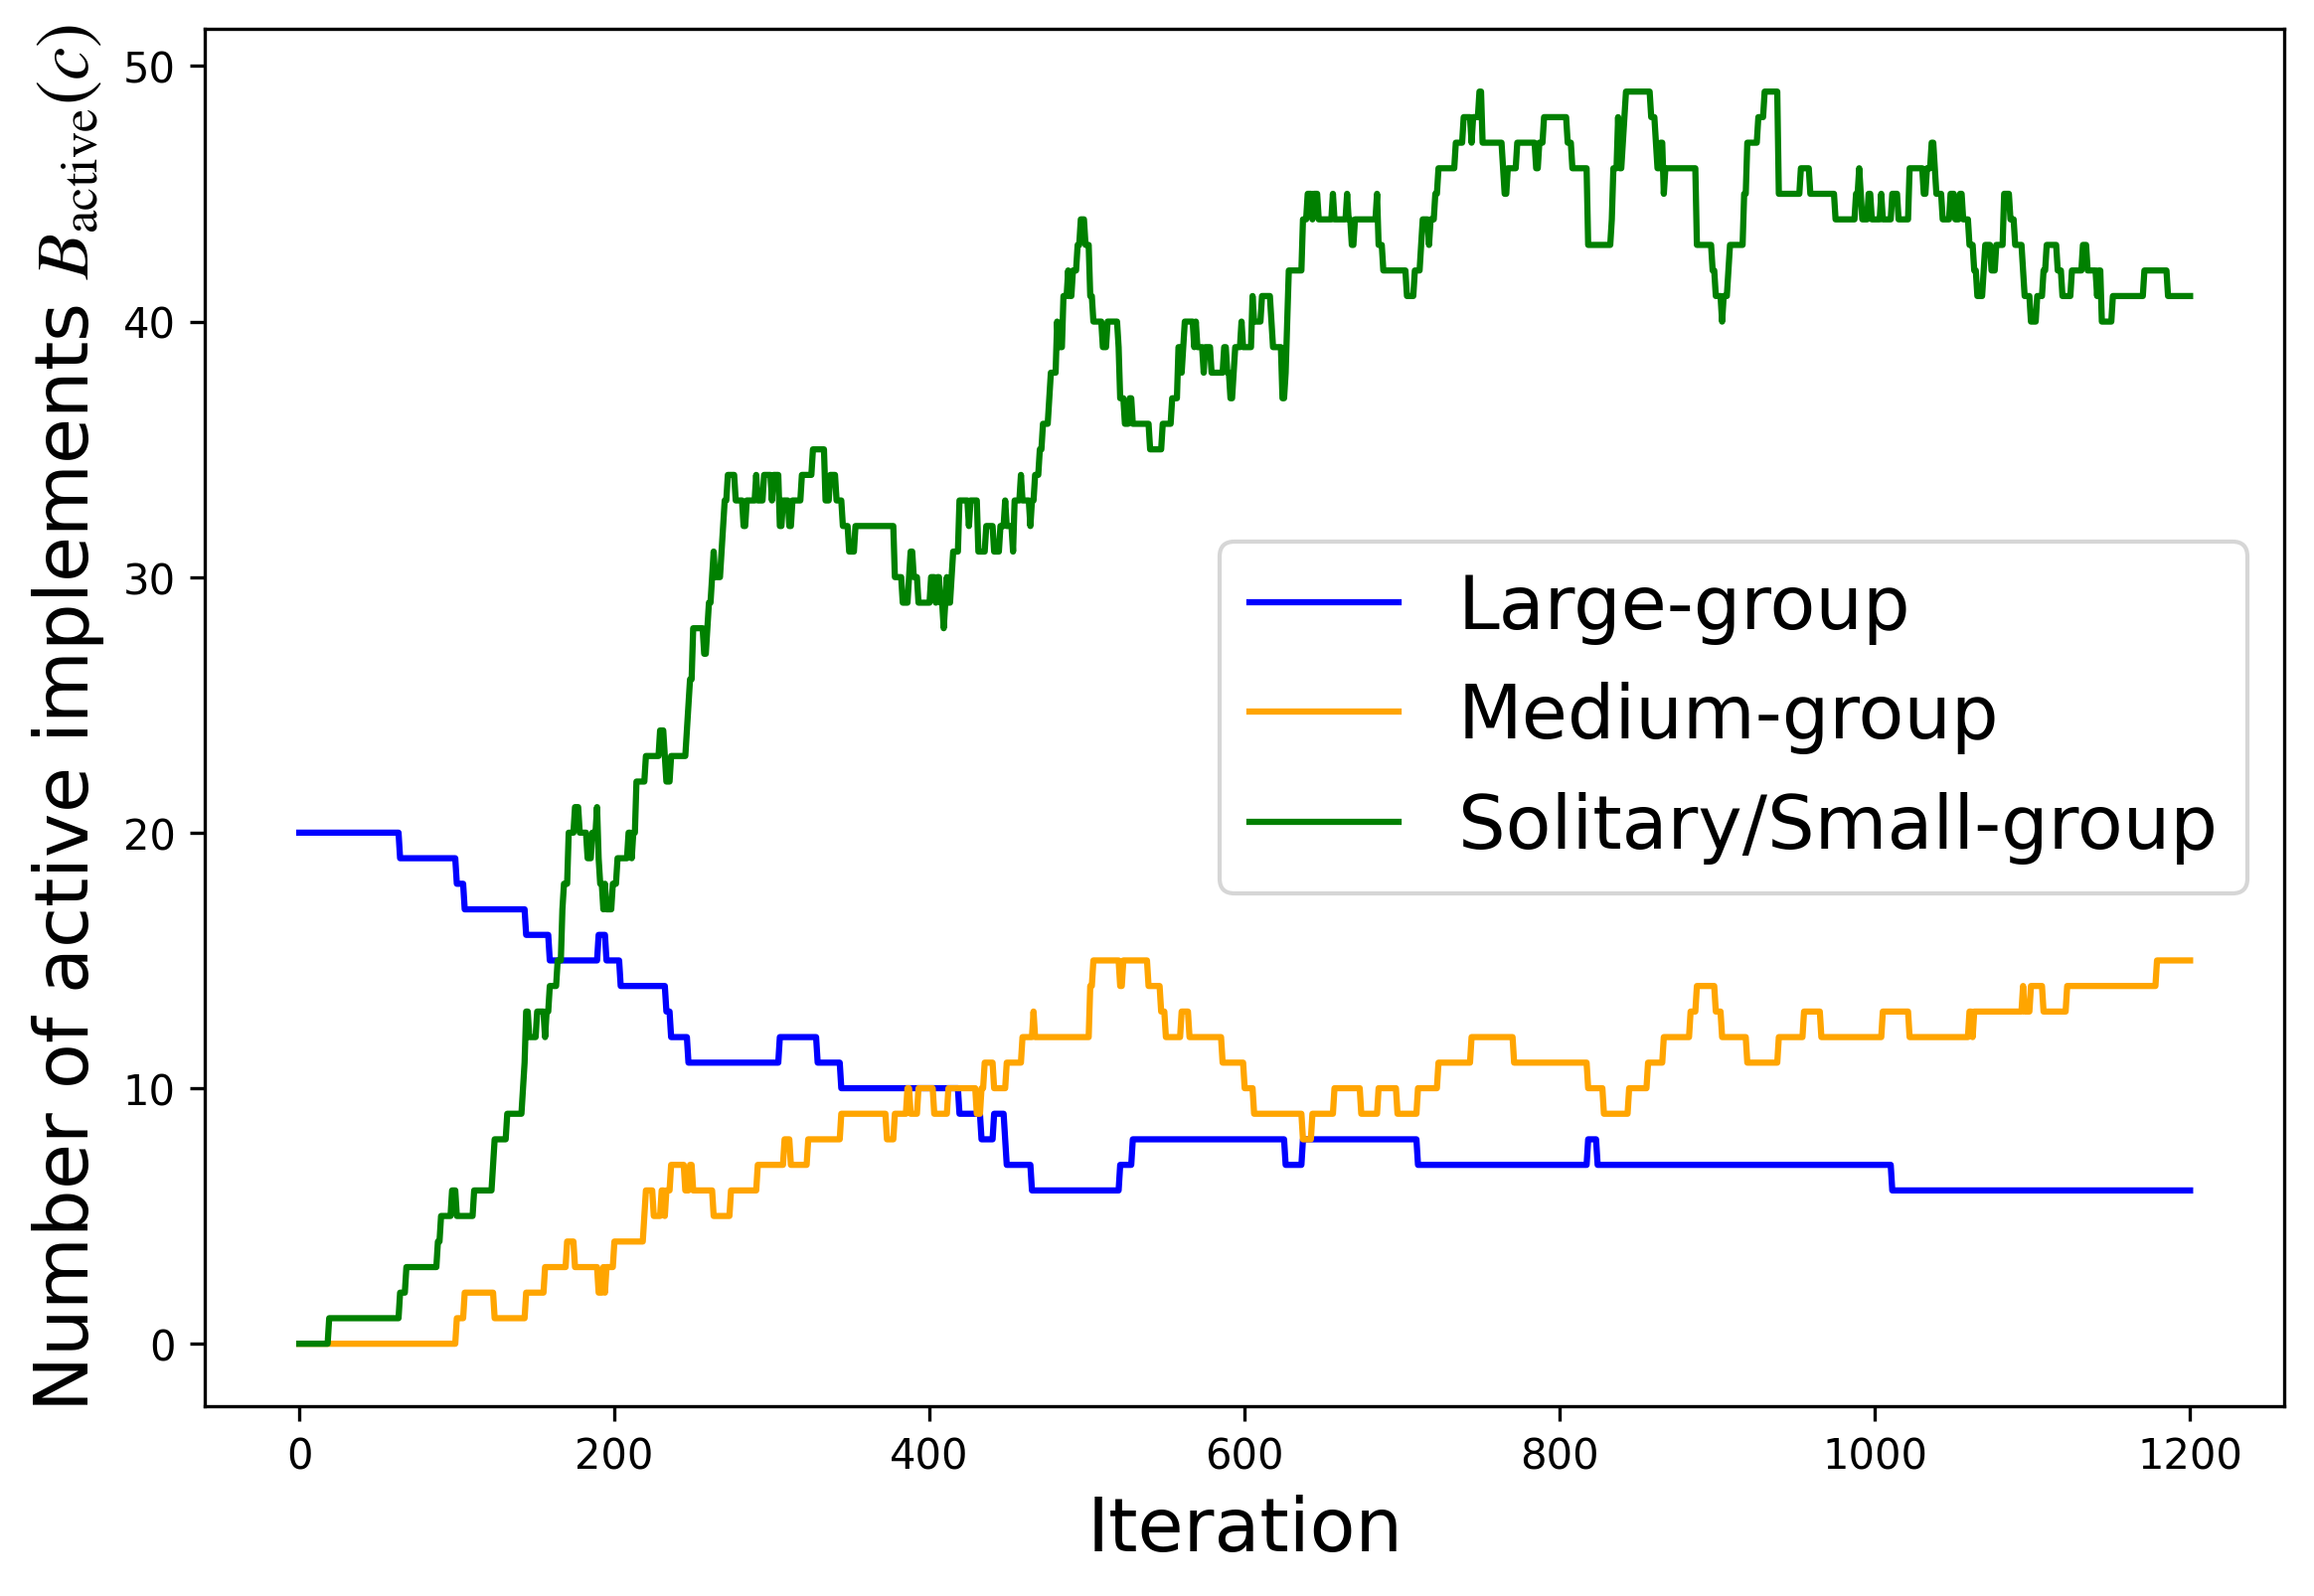 Number of active implements B_active(c)
50
40
30
20
10
0
Large-group
Medium-group
Solitary/Small-group
0 200 400 600 800 1000 1200
Iteration